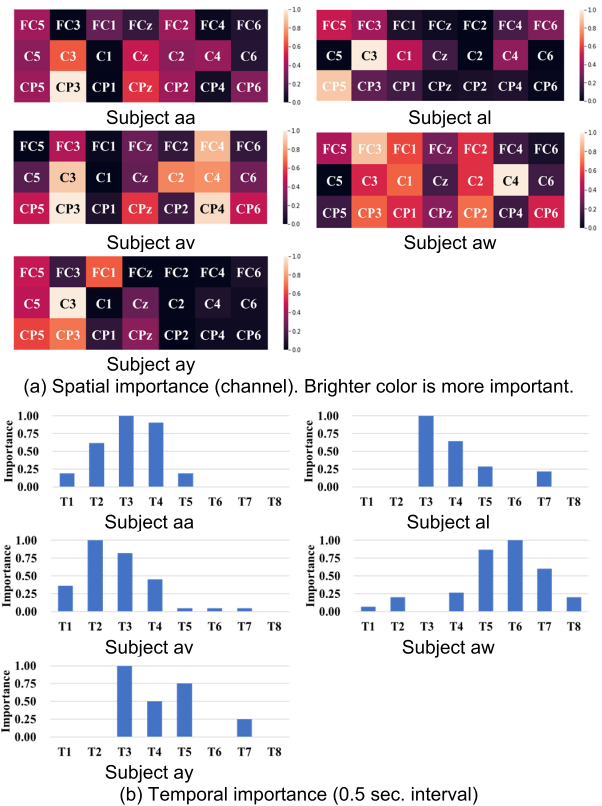 FC5 FC3 FC1 FCz FC2 FC4 FC6
C5 C3 C1 Cz C2 C4 C6
CP5 CP3 CP1 CPz CP2 CP4 CP6
1.0
0.8
0.6
0.4
0.2
0.0
Subject aa
FC5 FC3 FC1 FCz FC2 FC4 FC6
C5 C3 C1 Cz C2 C4 C6
CP5 CP3 CP1 CPz CP2 CP4 CP6
1.0
0.8
0.6
0.4
0.2
0.0
Subject al
FC5 FC3 FC1 FCz FC2 FC4 FC6
C5 C3 C1 Cz C2 C4 C6
CP5 CP3 CP1 CPz CP2 CP4 CP6
1.0
0.8
0.6
0.4
0.2
0.0
Subject av
FC5 FC3 FC1 FCz FC2 FC4 FC6
C5 C3 C1 Cz C2 C4 C6
CP5 CP3 CP1 CPz CP2 CP4 CP6
1.0
0.8
0.6
0.4
0.2
0.0
Subject aw
FC5 FC3 FC1 FCz FC2 FC4 FC6
C5 C3 C1 Cz C2 C4 C6
CP5 CP3 CP1 CPz CP2 CP4 CP6
1.0
0.8
0.6
0.4
0.2
0.0
Subject ay
(a) Spatial importance (channel). Brighter color is more important.
Importance
1.00
0.75
0.50
0.25
0.00
T1 T2 T3 T4 T5 T6 T7 T8
Subject aa
Importance
1.00
0.75
0.50
0.25
0.00
T1 T2 T3 T4 T5 T6 T7 T8
Subject al
Importance
1.00
0.75
0.50
0.25
0.00
T1 T2 T3 T4 T5 T6 T7 T8
Subject av
Importance
1.00
0.75
0.50
0.25
0.00
T1 T2 T3 T4 T5 T6 T7 T8
Subject aw
Importance
1.00
0.75
0.50
0.25
0.00
T1 T2 T3 T4 T5 T6 T7 T8
Subject ay
(b) Temporal importance (0.5 sec. interval)